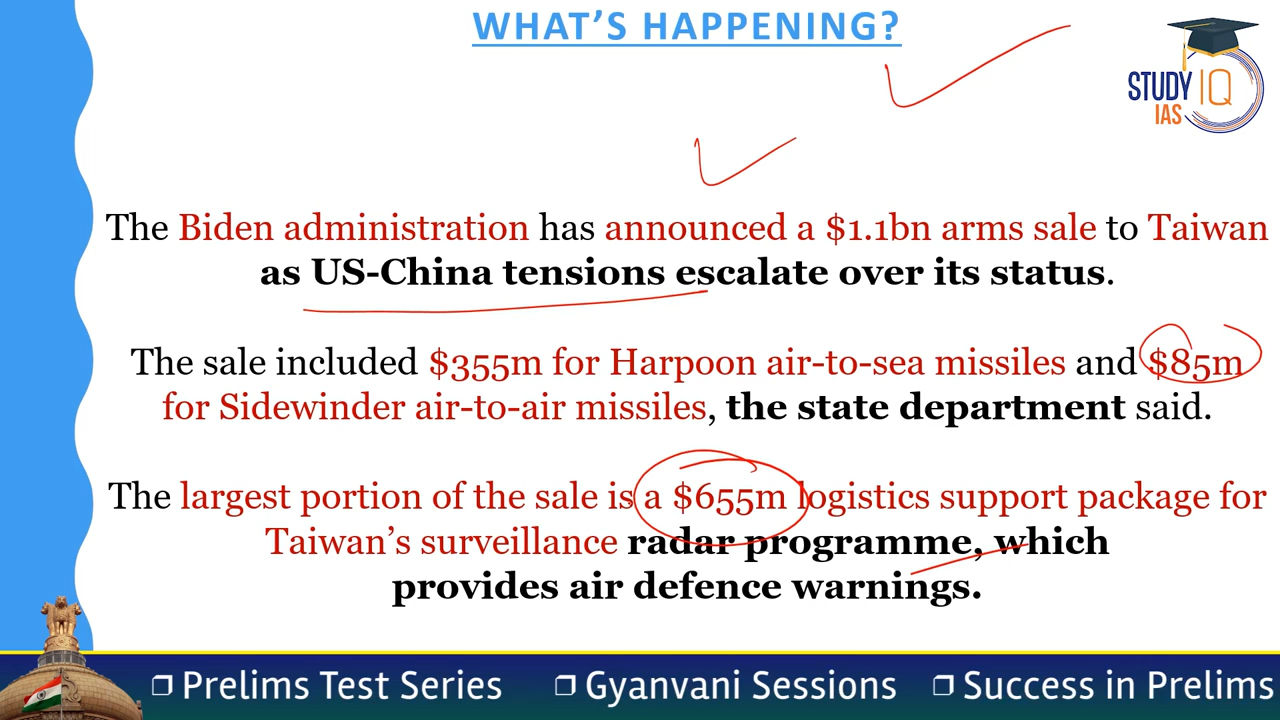 WHAT'S HAPPENING?
STUDY IQ
IAS
The Biden administration has announced a $1.1bn arms sale to Taiwan
as US-China tensions escalate over its status.
The sale included $355m for Harpoon air-to-sea missiles and $85m
for Sidewinder air-to-air missiles, the state department said.
The largest portion of the sale is a $655m logistics support package for
Taiwan's surveillance radar programme, which
provides air defence warnings.
❐ Prelims Test Series ❐ Gyanvani Sessions ❐ Success in Prelims